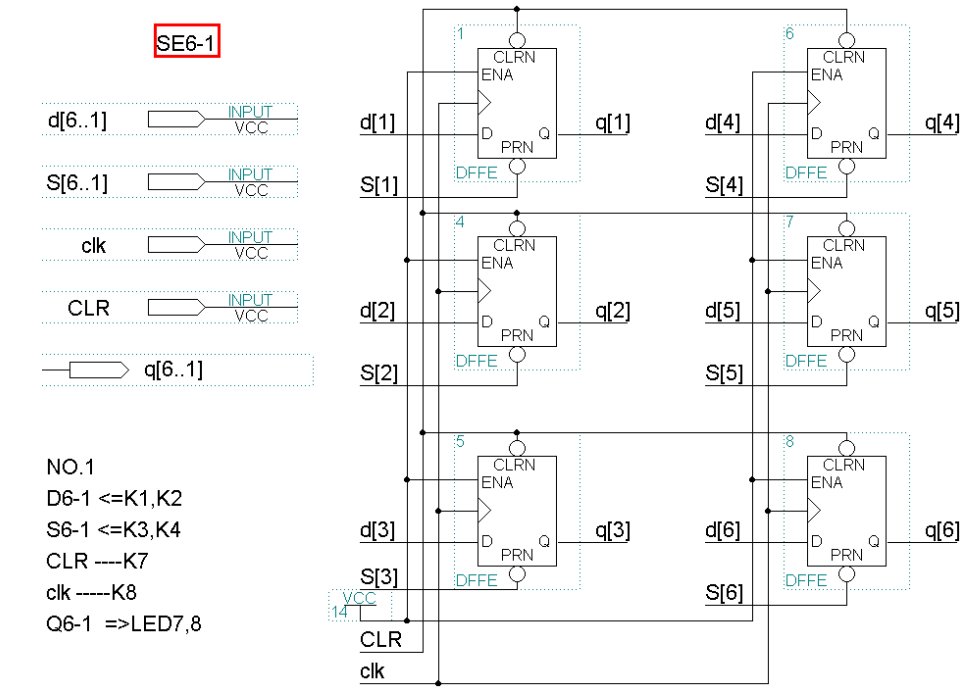 SE6-1
d[6..1] INPUT VCC
S[6..1] INPUT VCC
clk INPUT VCC
CLR INPUT VCC
q[6..1]
NO.1
D6-1 <=K1,K2
S6-1 <=K3,K4
CLR ----K7
clk -----K8
Q6-1 =>LED7,8
1
CLRN
ENA
d[1] D Q q[1]
PRN
DFFE
S[1]
6
CLRN
ENA
d[4] D Q q[4]
PRN
DFFE
S[4]
4
CLRN
ENA
d[2] D Q q[2]
PRN
DFFE
S[2]
7
CLRN
ENA
d[5] D Q q[5]
PRN
DFFE
S[5]
5
CLRN
ENA
d[3] D Q q[3]
PRN
DFFE
S[3]
8
CLRN
ENA
d[6] D Q q[6]
PRN
DFFE
S[6]
VCC
14
CLR
clk